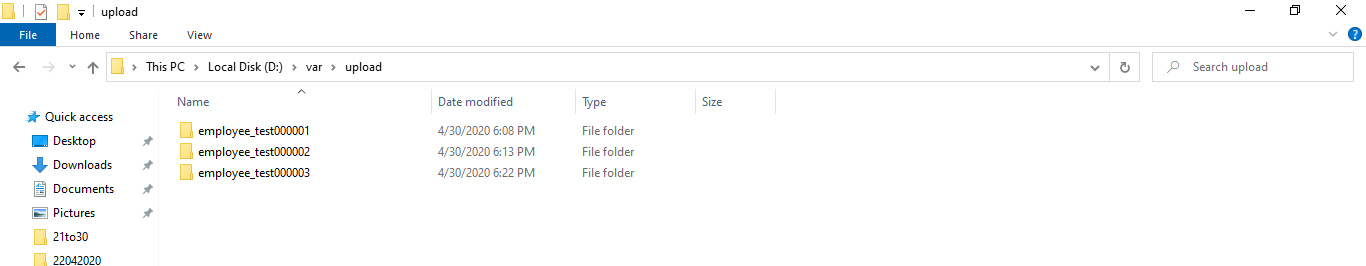 upload
File Home Share View
This PC Local Disk (D:) var upload Search upload
Name Date modified Type Size
Quick access
employee_test000001 4/30/2020 6:08 PM File folder
Desktop
employee_test000002 4/30/2020 6:13 PM File folder
Downloads
employee_test000003 4/30/2020 6:22 PM File folder
Documents
Pictures
21to30
22042020